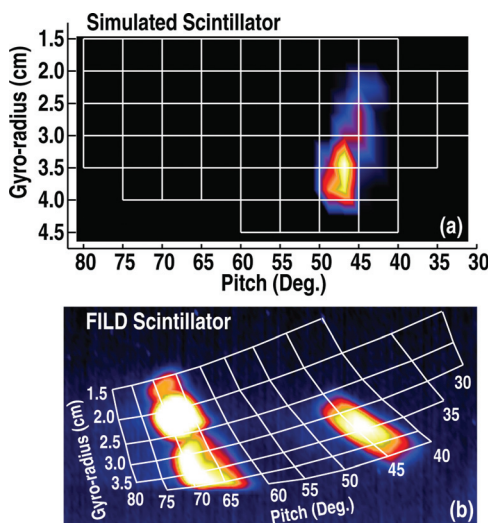 Simulated Scintillator
1.5
2.0
2.5
3.0
3.5
4.0
4.5
Gyro-radius (cm)
(a)
80 75 70 65 60 55 50 45 40 35 30
Pitch (Deg.)
FILD Scintillator
1.5
2.0
2.5
3.0
3.5
Gyro-radius (cm)
80 75 70 65 60 55 50 45 40 35 30
Pitch (Deg.)
(b)